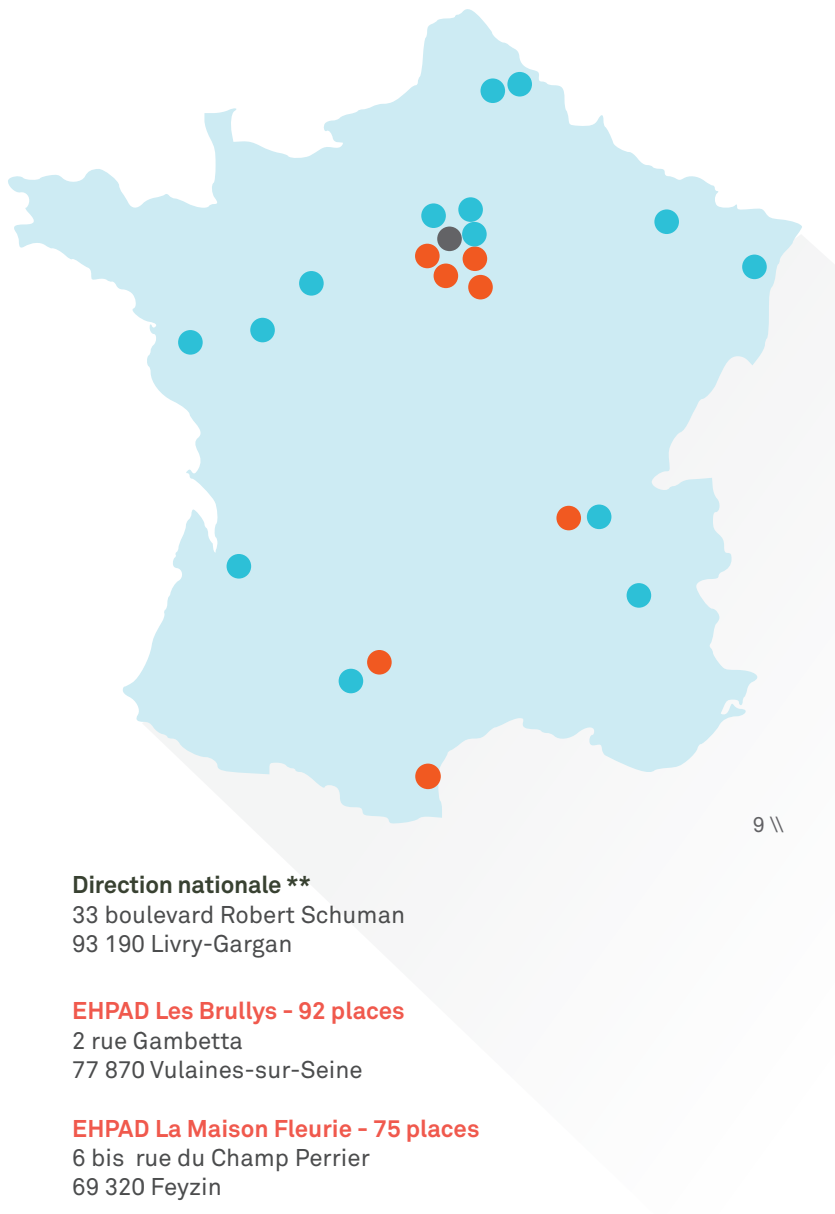 9 \\
Direction nationale **
33 boulevard Robert Schuman
93 190 Livry-Gargan
EHPAD Les Brullys - 92 places
2 rue Gambetta
77 870 Vulaines-sur-Seine
EHPAD La Maison Fleurie - 75 places
6 bis rue du Champ Perrier
69 320 Feyzin